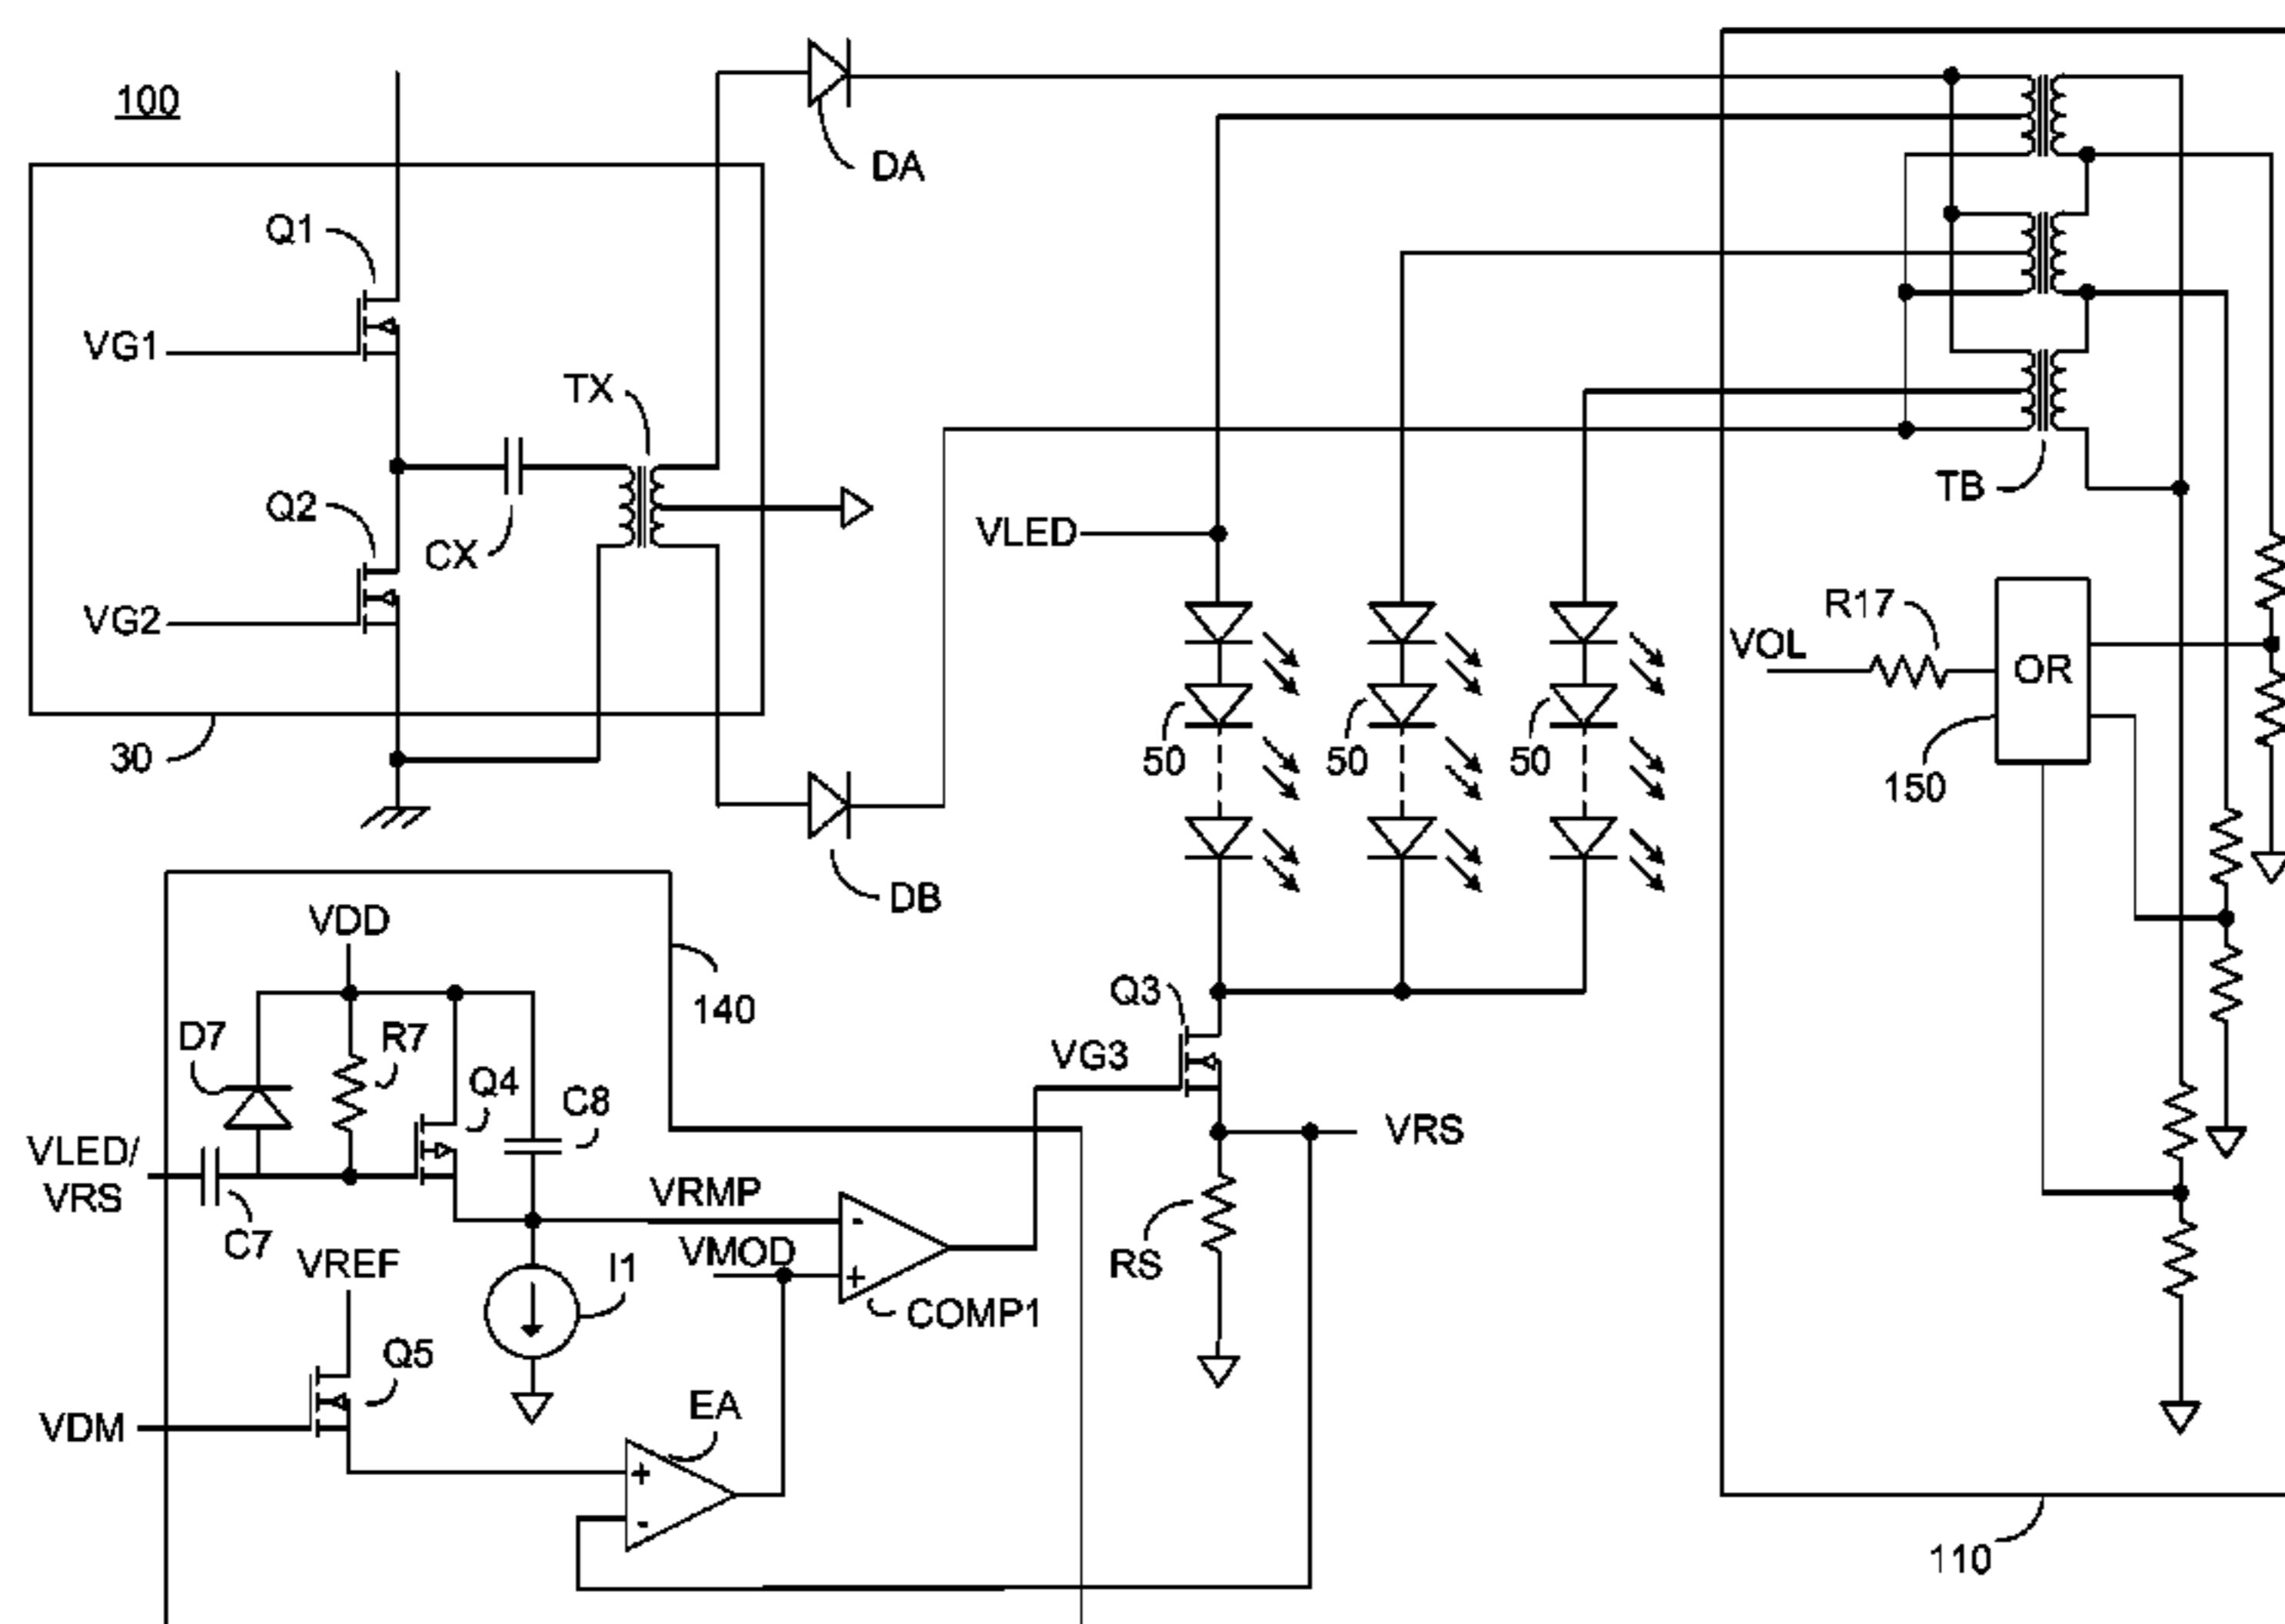 100
DA
Q1
VG1
TX
Q2
CX
VG2
30
DB
VLED
50
50
50
TB
R17
VOL
OR
150
VDD
140
D7
R7
Q4
C8
Q3
VG3
VLED/
VRS
C7
VRMP
VRS
VREF
VMOD
I1
-
+
COMP1
RS
Q5
VDM
EA
+
-
110